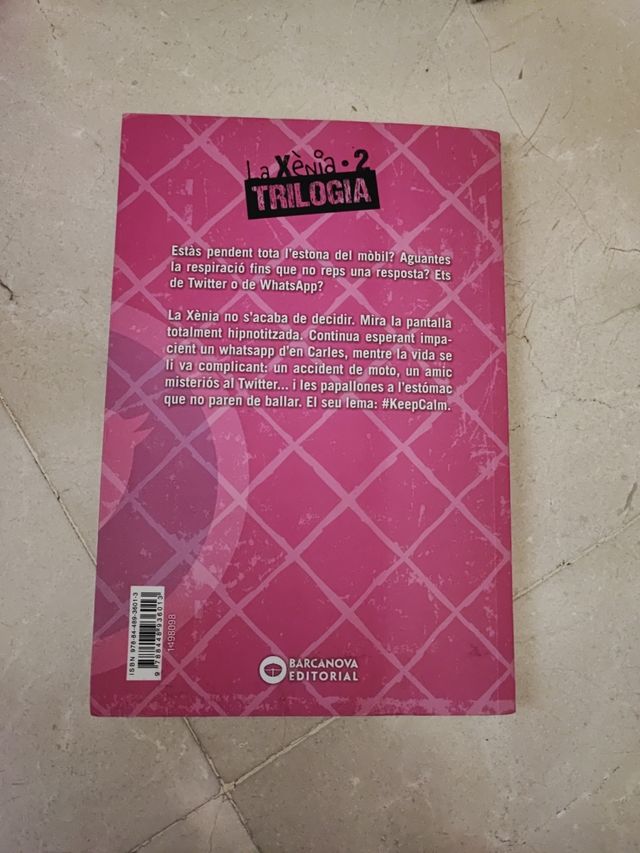 La Xènia · 2
TRILOGIA
Estàs pendent tota l'estona del mòbil? Aguantes
la respiració fins que no reps una resposta? Ets
de Twitter o de WhatsApp?
La Xènia no s'acaba de decidir. Mira la pantalla
totalment hipnotitzada. Continua esperant impa-
cient un whatsapp d'en Carles, mentre la vida se
li va complicant: un accident de moto, un amic
misteriós al Twitter... i les papallones a l'estómac
que no paren de ballar. El seu lema: #KeepCalm.
ISBN 978-84-489-3601-3
9 788448 936013
1498098
BARCANOVA
EDITORIAL